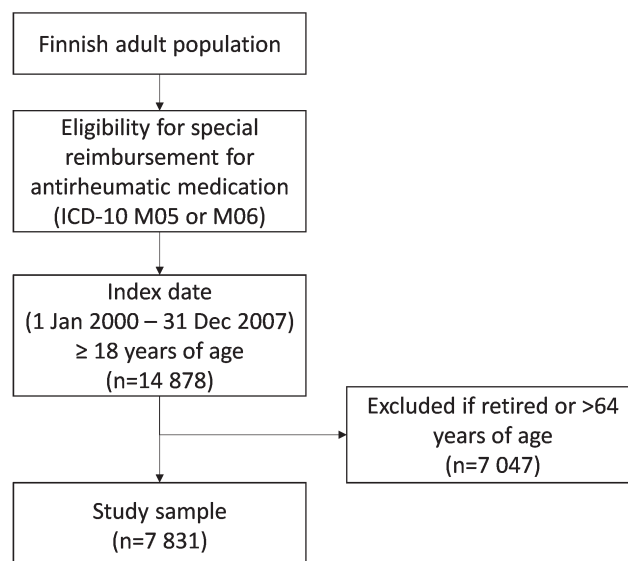 Finnish adult population
Eligibility for special
reimbursement for
antirheumatic medication
(ICD-10 M05 or M06)
Index date
(1 Jan 2000 – 31 Dec 2007)
≥ 18 years of age
(n=14 878)
Excluded if retired or >64
years of age
(n=7 047)
Study sample
(n=7 831)